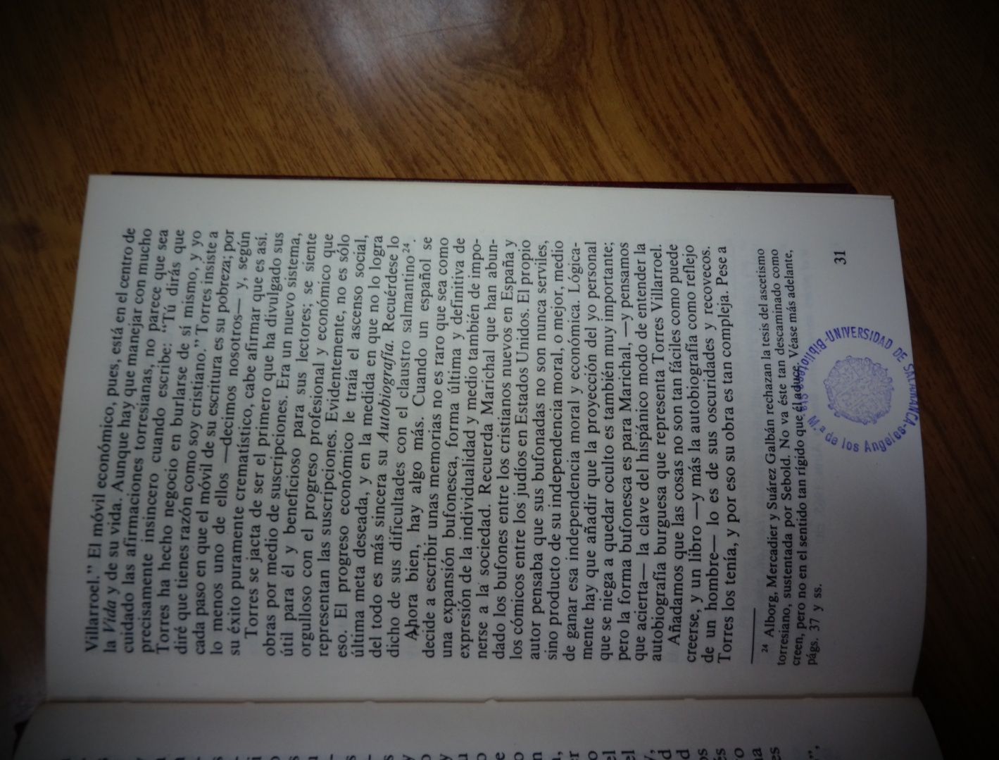 Villarroel.” El móvil económico, pues, está en el centro de
la Vida y de su vida. Aunque hay que manejar con mucho
cuidado las afirmaciones torresianas, no parece que sea
precisamente insincero cuando escribe: “Tú dirás que
Torres ha hecho negocio en burlarse de sí mismo, y yo
diré que tienes razón como soy cristiano.” Torres insiste a
cada paso en que el móvil de su escritura es su pobreza; por
lo menos uno de ellos —decimos nosotros— y, según
su éxito puramente crematístico, cabe afirmar que es así.
Torres se jacta de ser el primero que ha divulgado sus
obras por medio de suscripciones. Era un nuevo sistema,
útil para él y beneficioso para sus lectores; se siente
orgulloso con el progreso profesional y económico que
representan las suscripciones. Evidentemente, no es sólo
eso. El progreso económico le traía el ascenso social,
última meta deseada, y en la medida en que no lo logra
del todo es más sincera su Autobiografía. Recuérdese lo
dicho de sus dificultades con el claustro salmantino24.
Ahora bien, hay algo más. Cuando un español se
decide a escribir unas memorias no es raro que sea como
una expansión bufonesca, forma última y definitiva de
expresión de la individualidad y medio también de impo-
nerse a la sociedad. Recuerda Marichal que han abun-
dado los bufones entre los cristianos nuevos en España y
los cómicos entre los judíos en Estados Unidos. El propio
autor pensaba que sus bufonadas no son nunca serviles,
sino producto de su independencia moral, o mejor, medio
de ganar esa independencia moral y económica. Lógica-
mente hay que añadir que la proyección del yo personal
que se niega a quedar oculto es también muy importante;
pero la forma bufonesca es para Marichal, —y pensamos
que acierta— la clave del hispánico modo de entender la
autobiografía burguesa que representa Torres Villarroel.
Añadamos que las cosas no son tan fáciles como puede
creerse, y un libro —y más la autobiografía como reflejo
de un hombre— lo es de sus oscuridades y recovecos.
Torres los tenía, y por eso su obra es tan compleja. Pese a
24 Alborg, Mercadier y Suárez Galbán rechazan la tesis del ascetismo
torresiano, sustentada por Sebold. No va éste tan descaminado como
creen, pero no en el sentido tan rígido que él aduce. Véase más adelante,
págs. 37 y ss.
31
UNIVERSIDAD DE SALAMANCA-Biblioteca Sta. M.ª de los Angeles